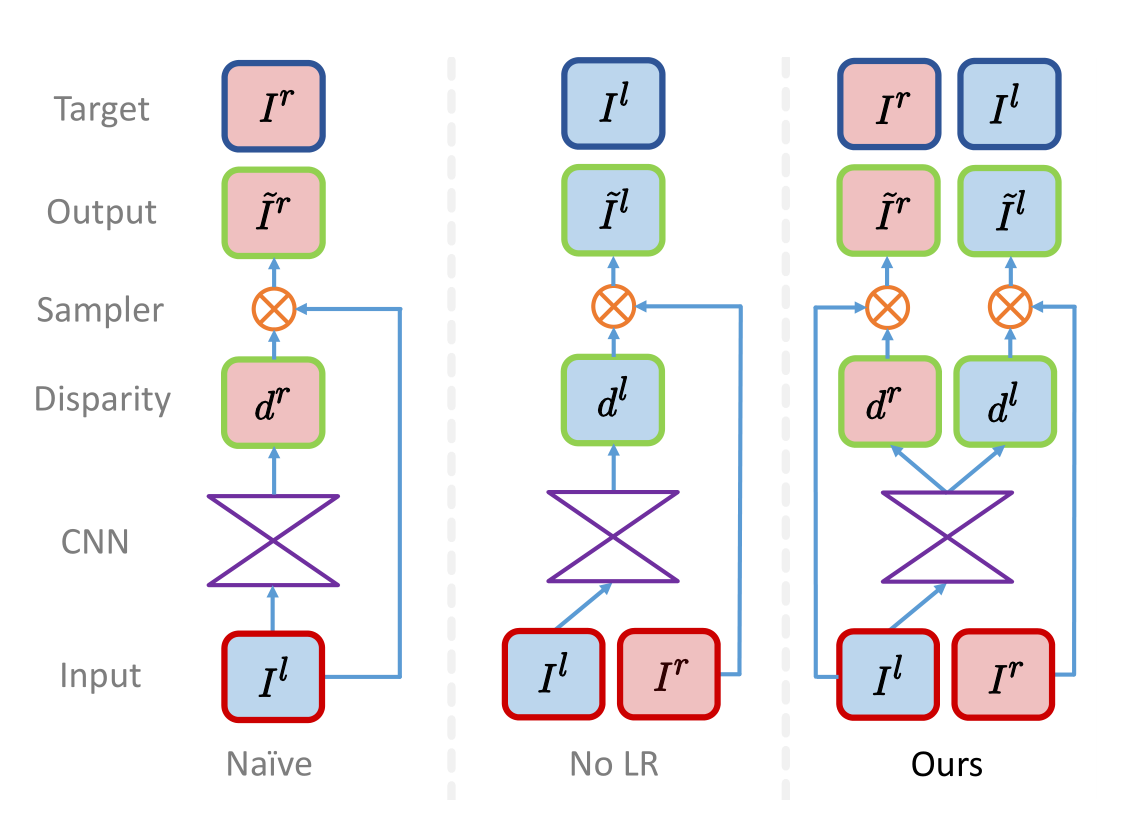 Target I^r I^l I^r I^l
Output Ĩ^r Ĩ^l Ĩ^r Ĩ^l
Sampler
Disparity d^r d^l d^r d^l
CNN
Input I^l I^l I^r I^l I^r
Naïve No LR Ours